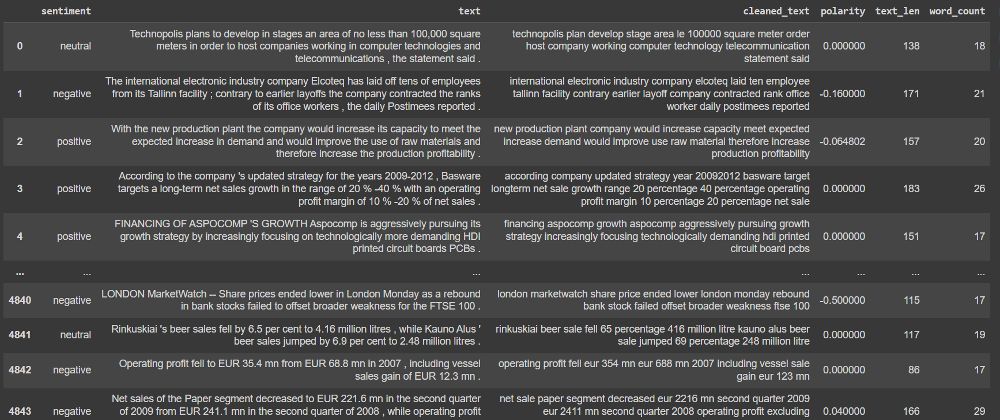 sentiment text cleaned_text polarity text_len word_count
0 neutral Technopolis plans to develop in stages an area of no less than 100,000 square technopolis plan develop stage area le 100000 square meter order 0.000000 138 18
meters in order to host companies working in computer technologies and host company working computer technology telecommunication
telecommunications , the statement said . statement said
1 negative The international electronic industry company Elcoteq has laid off tens of employees international electronic industry company elcoteq laid ten employee -0.160000 171 21
from its Tallinn facility ; contrary to earlier layoffs the company contracted the ranks tallinn facility contrary earlier layoff company contracted rank office
of its office workers , the daily Postimees reported . worker daily postimees reported
2 positive With the new production plant the company would increase its capacity to meet the new production plant company would increase capacity meet expected -0.064802 157 20
expected increase in demand and would improve the use of raw materials and increase demand would improve use raw material therefore increase
therefore increase the production profitability . production profitability
3 positive According to the company 's updated strategy for the years 2009-2012 , Basware according company updated strategy year 20092012 basware target 0.000000 183 26
targets a long-term net sales growth in the range of 20 % -40 % with an operating longterm net sale growth range 20 percentage 40 percentage operating
profit margin of 10 % -20 % of net sales . profit margin 10 percentage 20 percentage net sale
4 positive FINANCING OF ASPOCOMP 'S GROWTH Aspocomp is aggressively pursuing its financing aspocomp growth aspocomp aggressively pursuing growth 0.000000 151 17
growth strategy by increasingly focusing on technologically more demanding HDI strategy increasingly focusing technologically demanding hdi printed
printed circuit boards PCBs . circuit board pcbs
... ... ... ... ... ... ...
4840 negative LONDON MarketWatch -- Share prices ended lower in London Monday as a rebound london marketwatch share price ended lower london monday rebound -0.500000 115 17
in bank stocks failed to offset broader weakness for the FTSE 100 . bank stock failed offset broader weakness ftse 100
4841 neutral Rinkuskiai 's beer sales fell by 6.5 per cent to 4.16 million litres , while Kauno Alus ' rinkuskiai beer sale fell 65 percentage 416 million litre kauno alus beer 0.000000 117 19
beer sales jumped by 6.9 per cent to 2.48 million litres . sale jumped 69 percentage 248 million litre
4842 negative Operating profit fell to EUR 35.4 mn from EUR 68.8 mn in 2007 , including vessel operating profit fell eur 354 mn eur 688 mn 2007 including vessel sale 0.000000 86 17
sales gain of EUR 12.3 mn . gain eur 123 mn
4843 negative Net sales of the Paper segment decreased to EUR 221.6 mn in the second quarter net sale paper segment decreased eur 2216 mn second quarter 2009 0.040000 166 29
of 2009 from EUR 241.1 mn in the second quarter of 2008 , while operating profit eur 2411 mn second quarter 2008 operating profit excluding